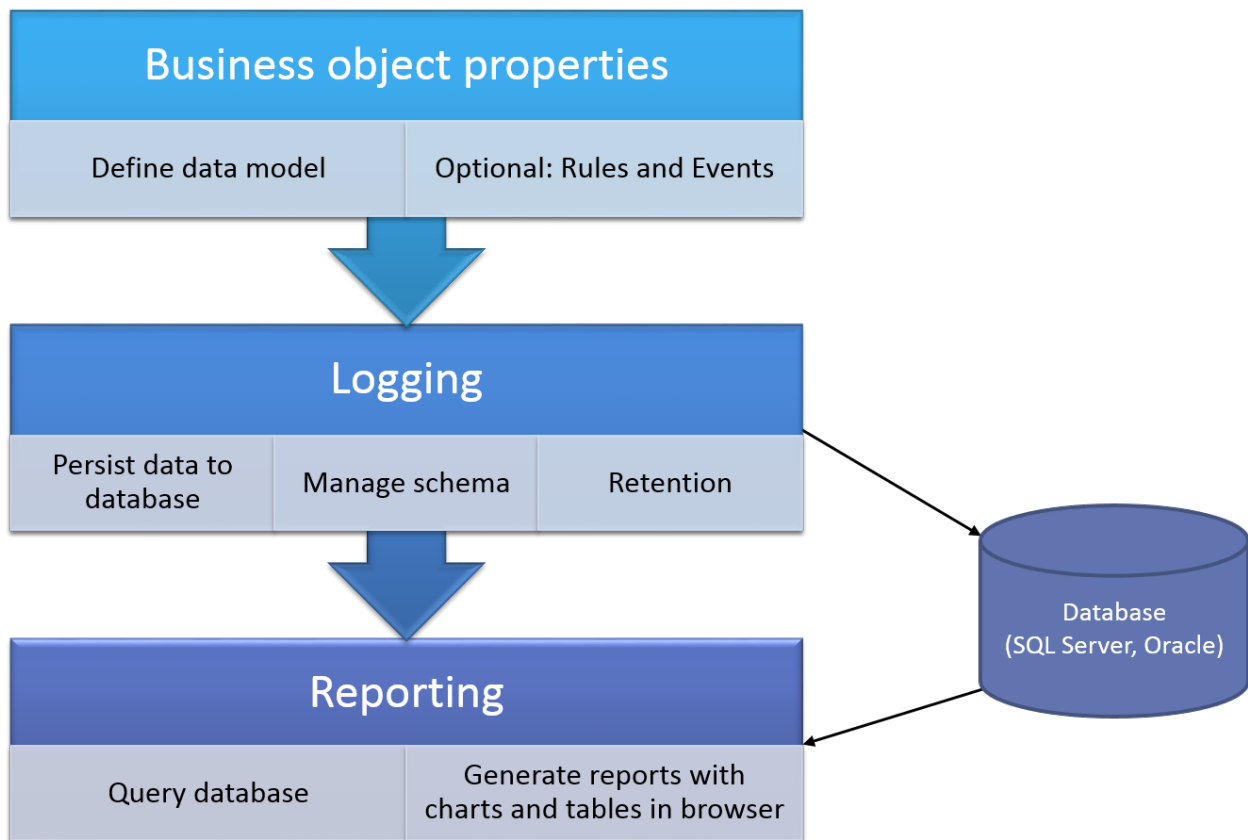 Business object properties
Define data model
Optional: Rules and Events
Logging
Persist data to
database
Manage schema
Retention
Database
(SQL Server, Oracle)
Reporting
Query database
Generate reports with
charts and tables in browser